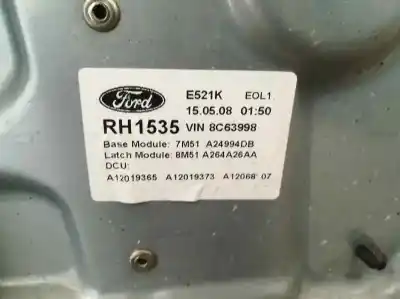 Ford E521K EOL1
15.05.08 01:50
RH1535 VIN 8C63998
Base Module: 7M51 A24994DB
Latch Module: 8M51 A264A26AA
DCU:
A12019365 A12019373 A12068 07